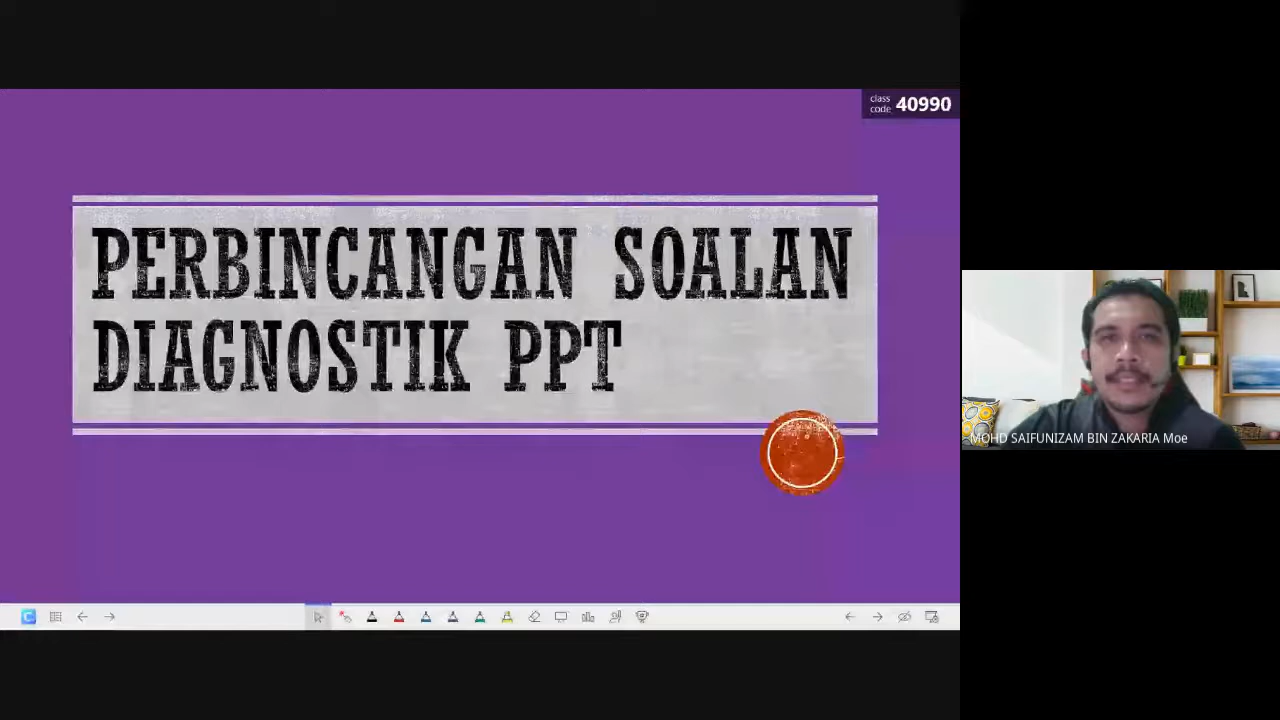 class
code 40990
PERBINCANGAN SOALAN
DIAGNOSTIK PPT
MOHD SAIFUNIZAM BIN ZAKARIA Moe